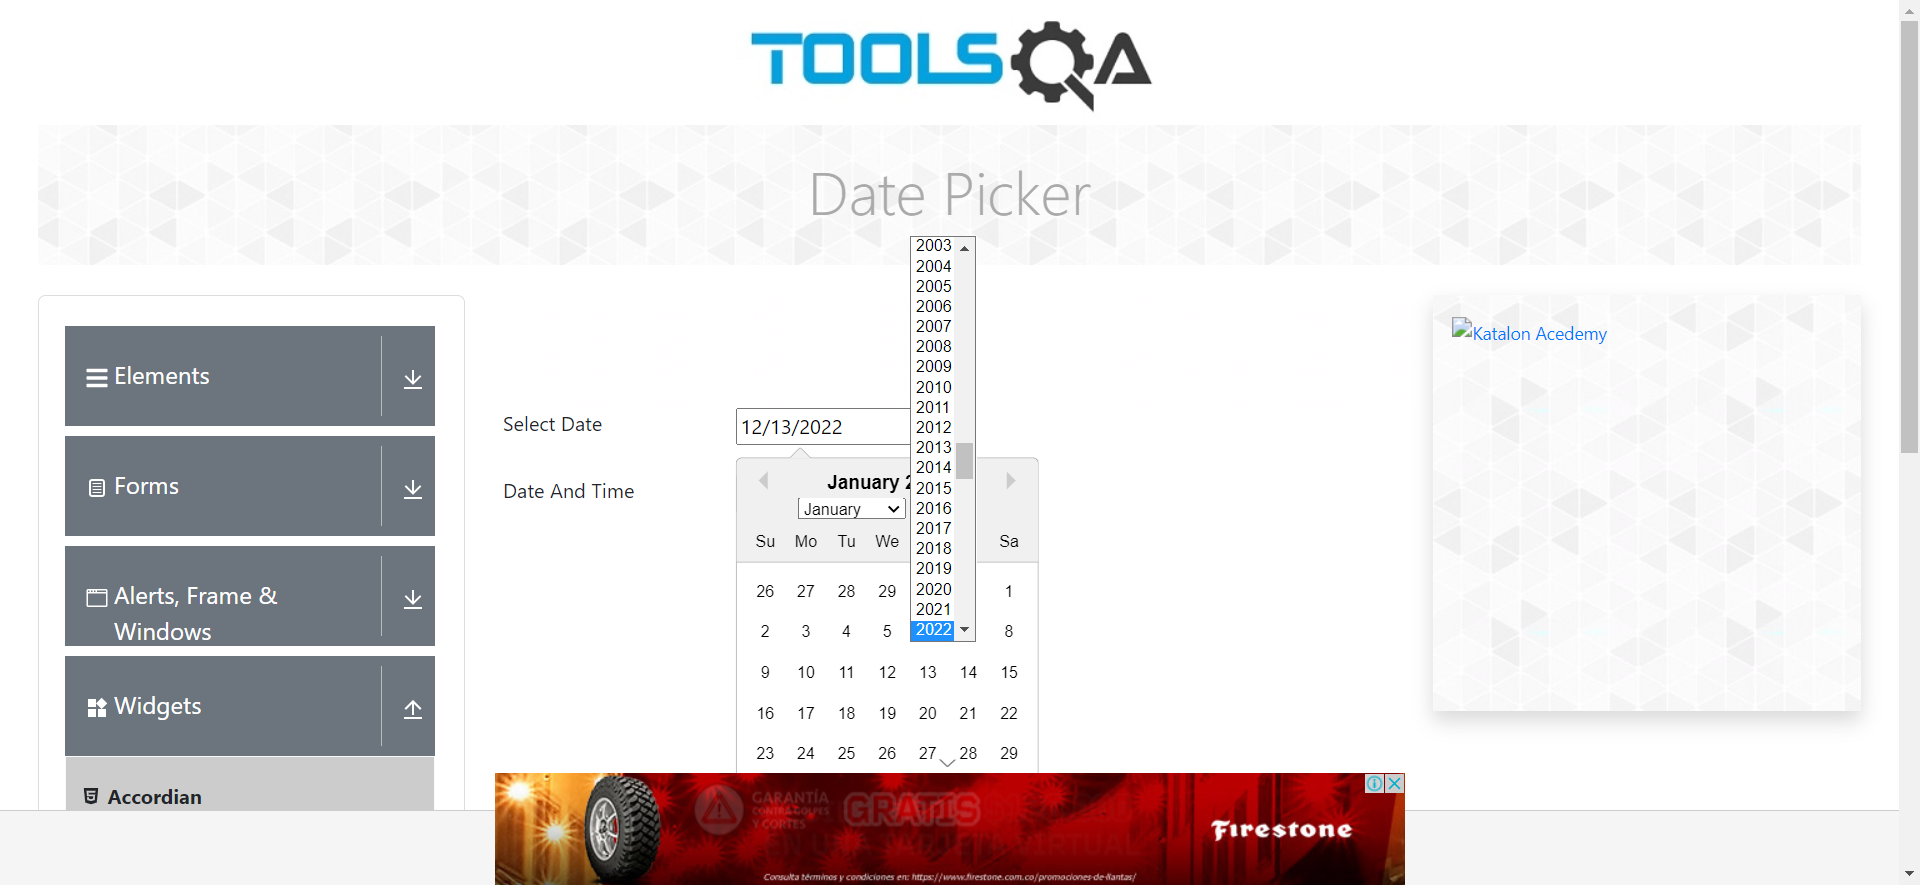 TOOLSQA
Date Picker
Elements
Forms
Alerts, Frame &
Windows
Widgets
Accordian
Select Date
12/13/2022
Date And Time
January 2
January
Su Mo Tu We Sa
26 27 28 29 1
2 3 4 5 8
9 10 11 12 13 14 15
16 17 18 19 20 21 22
23 24 25 26 27 28 29
2003
2004
2005
2006
2007
2008
2009
2010
2011
2012
2013
2014
2015
2016
2017
2018
2019
2020
2021
2022
Katalon Acedemy
GARANTÍA
CONTRA GOLPES
Y CORTES
GRATIS
Firestone
Consulta términos y condiciones en: https://www.firestone.com.co/promociones-de-llantas/